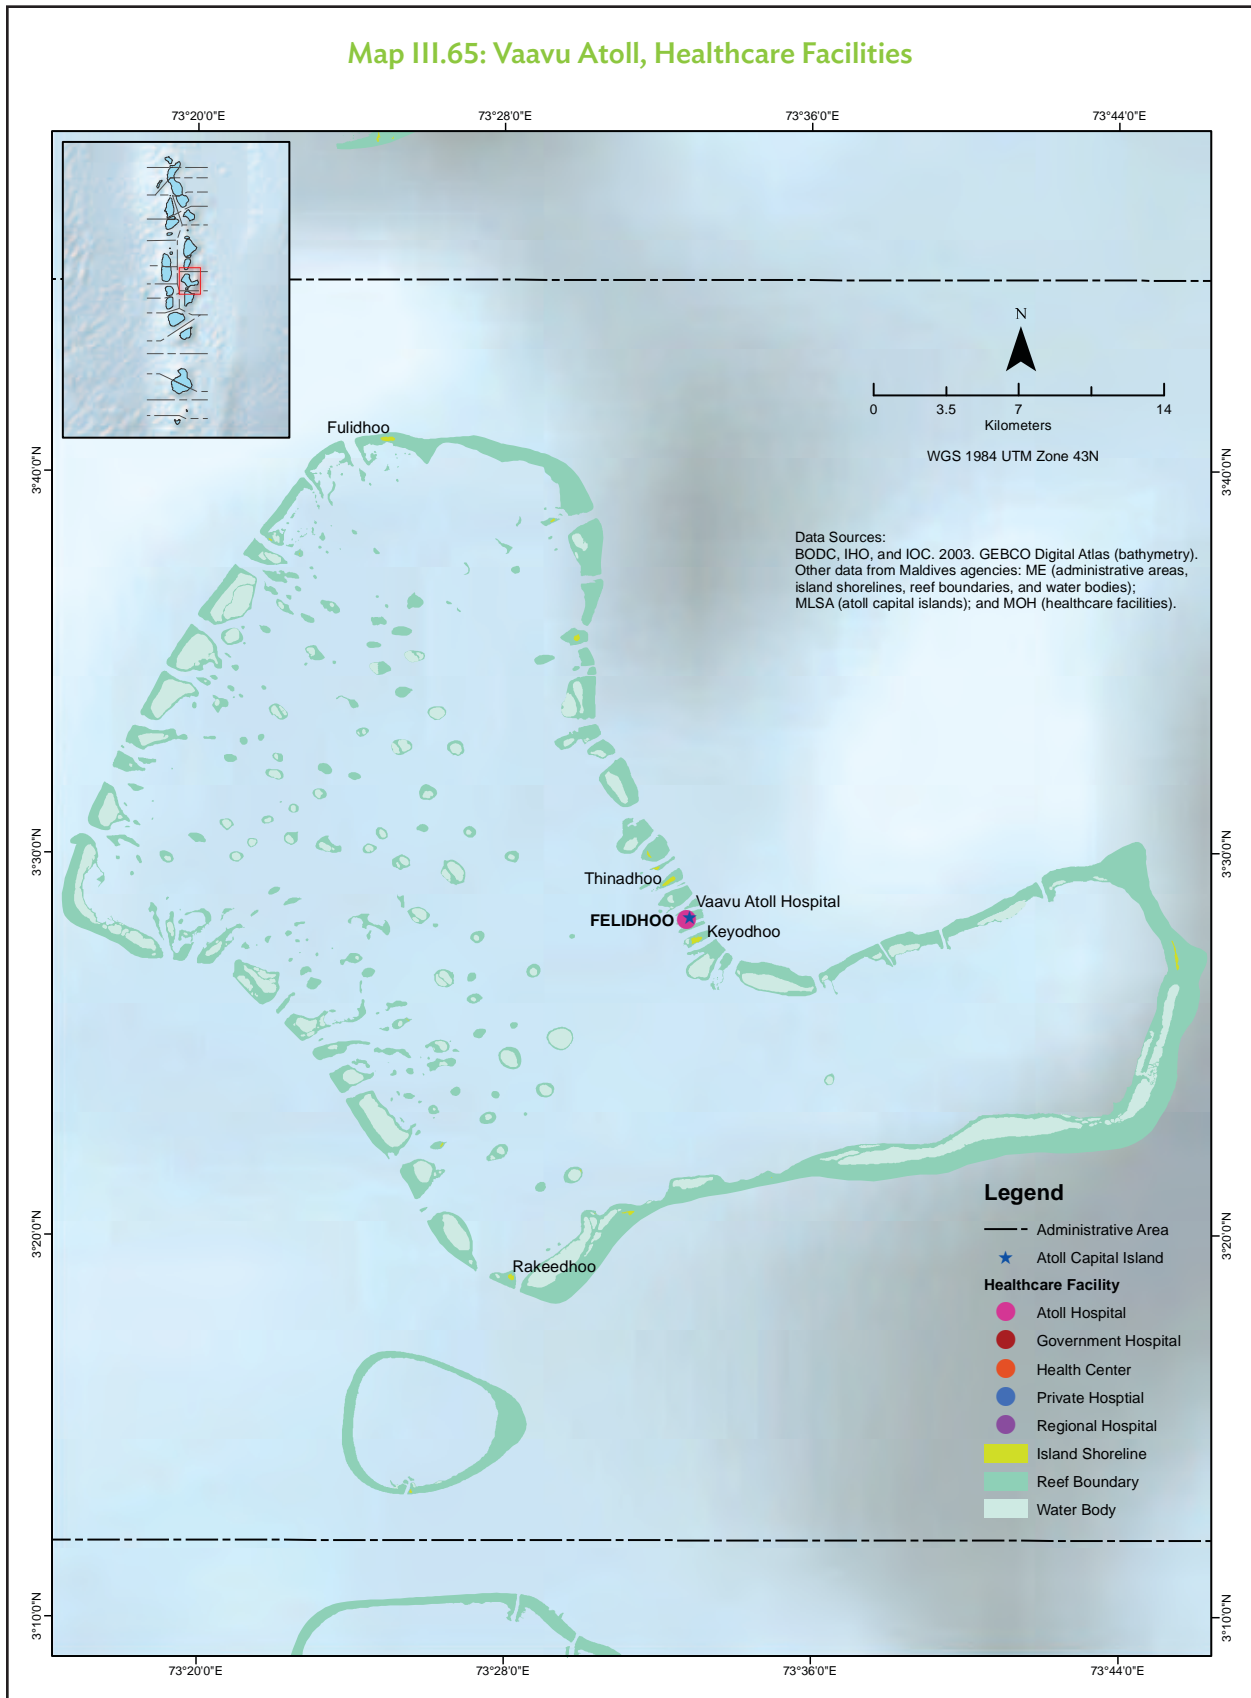 Map III.65: Vaavu Atoll, Healthcare Facilities
73°20'0"E
73°28'0"E
73°36'0"E
73°44'0"E
N
0
3.5
7
14
Kilometers
WGS 1984 UTM Zone 43N
Fulidhoo
3°40'0"N
3°40'0"N
Data Sources:
BODC, IHO, and IOC. 2003. GEBCO Digital Atlas (bathymetry).
Other data from Maldives agencies: ME (administrative areas,
island shorelines, reef boundaries, and water bodies);
MLSA (atoll capital islands); and MOH (healthcare facilities).
3°30'0"N
3°30'0"N
Thinadhoo
Vaavu Atoll Hospital
FELIDHOO
Keyodhoo
3°20'0"N
3°20'0"N
Rakeedhoo
Legend
Administrative Area
Atoll Capital Island
Healthcare Facility
Atoll Hospital
Government Hospital
Health Center
Private Hosptial
Regional Hospital
Island Shoreline
Reef Boundary
Water Body
3°10'0"N
3°10'0"N
73°20'0"E
73°28'0"E
73°36'0"E
73°44'0"E